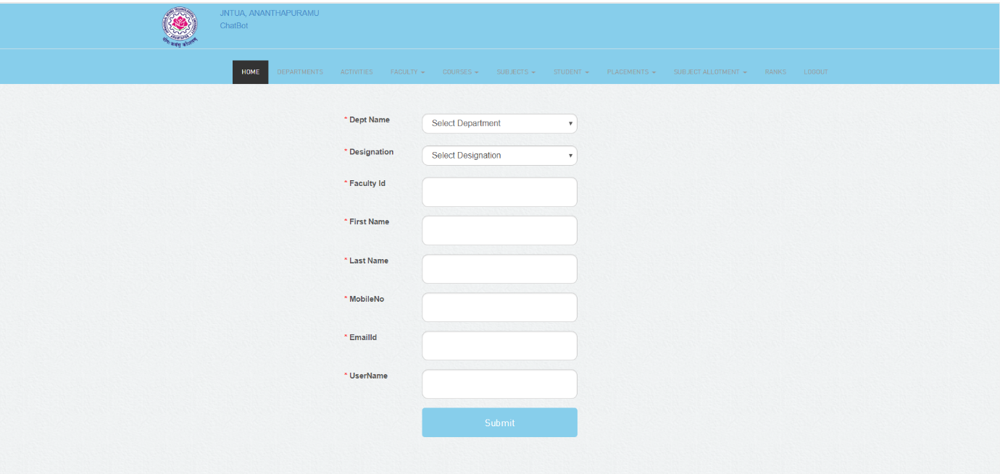 JNTUA, ANANTHAPURAMU
ChatBot
HOME DEPARTMENTS ACTIVITIES FACULTY COURSES SUBJECTS STUDENT PLACEMENTS SUBJECT ALLOTMENT RANKS LOGOUT
* Dept Name Select Department
* Designation Select Designation
* Faculty Id
* First Name
* Last Name
* MobileNo
* EmailId
* UserName
Submit